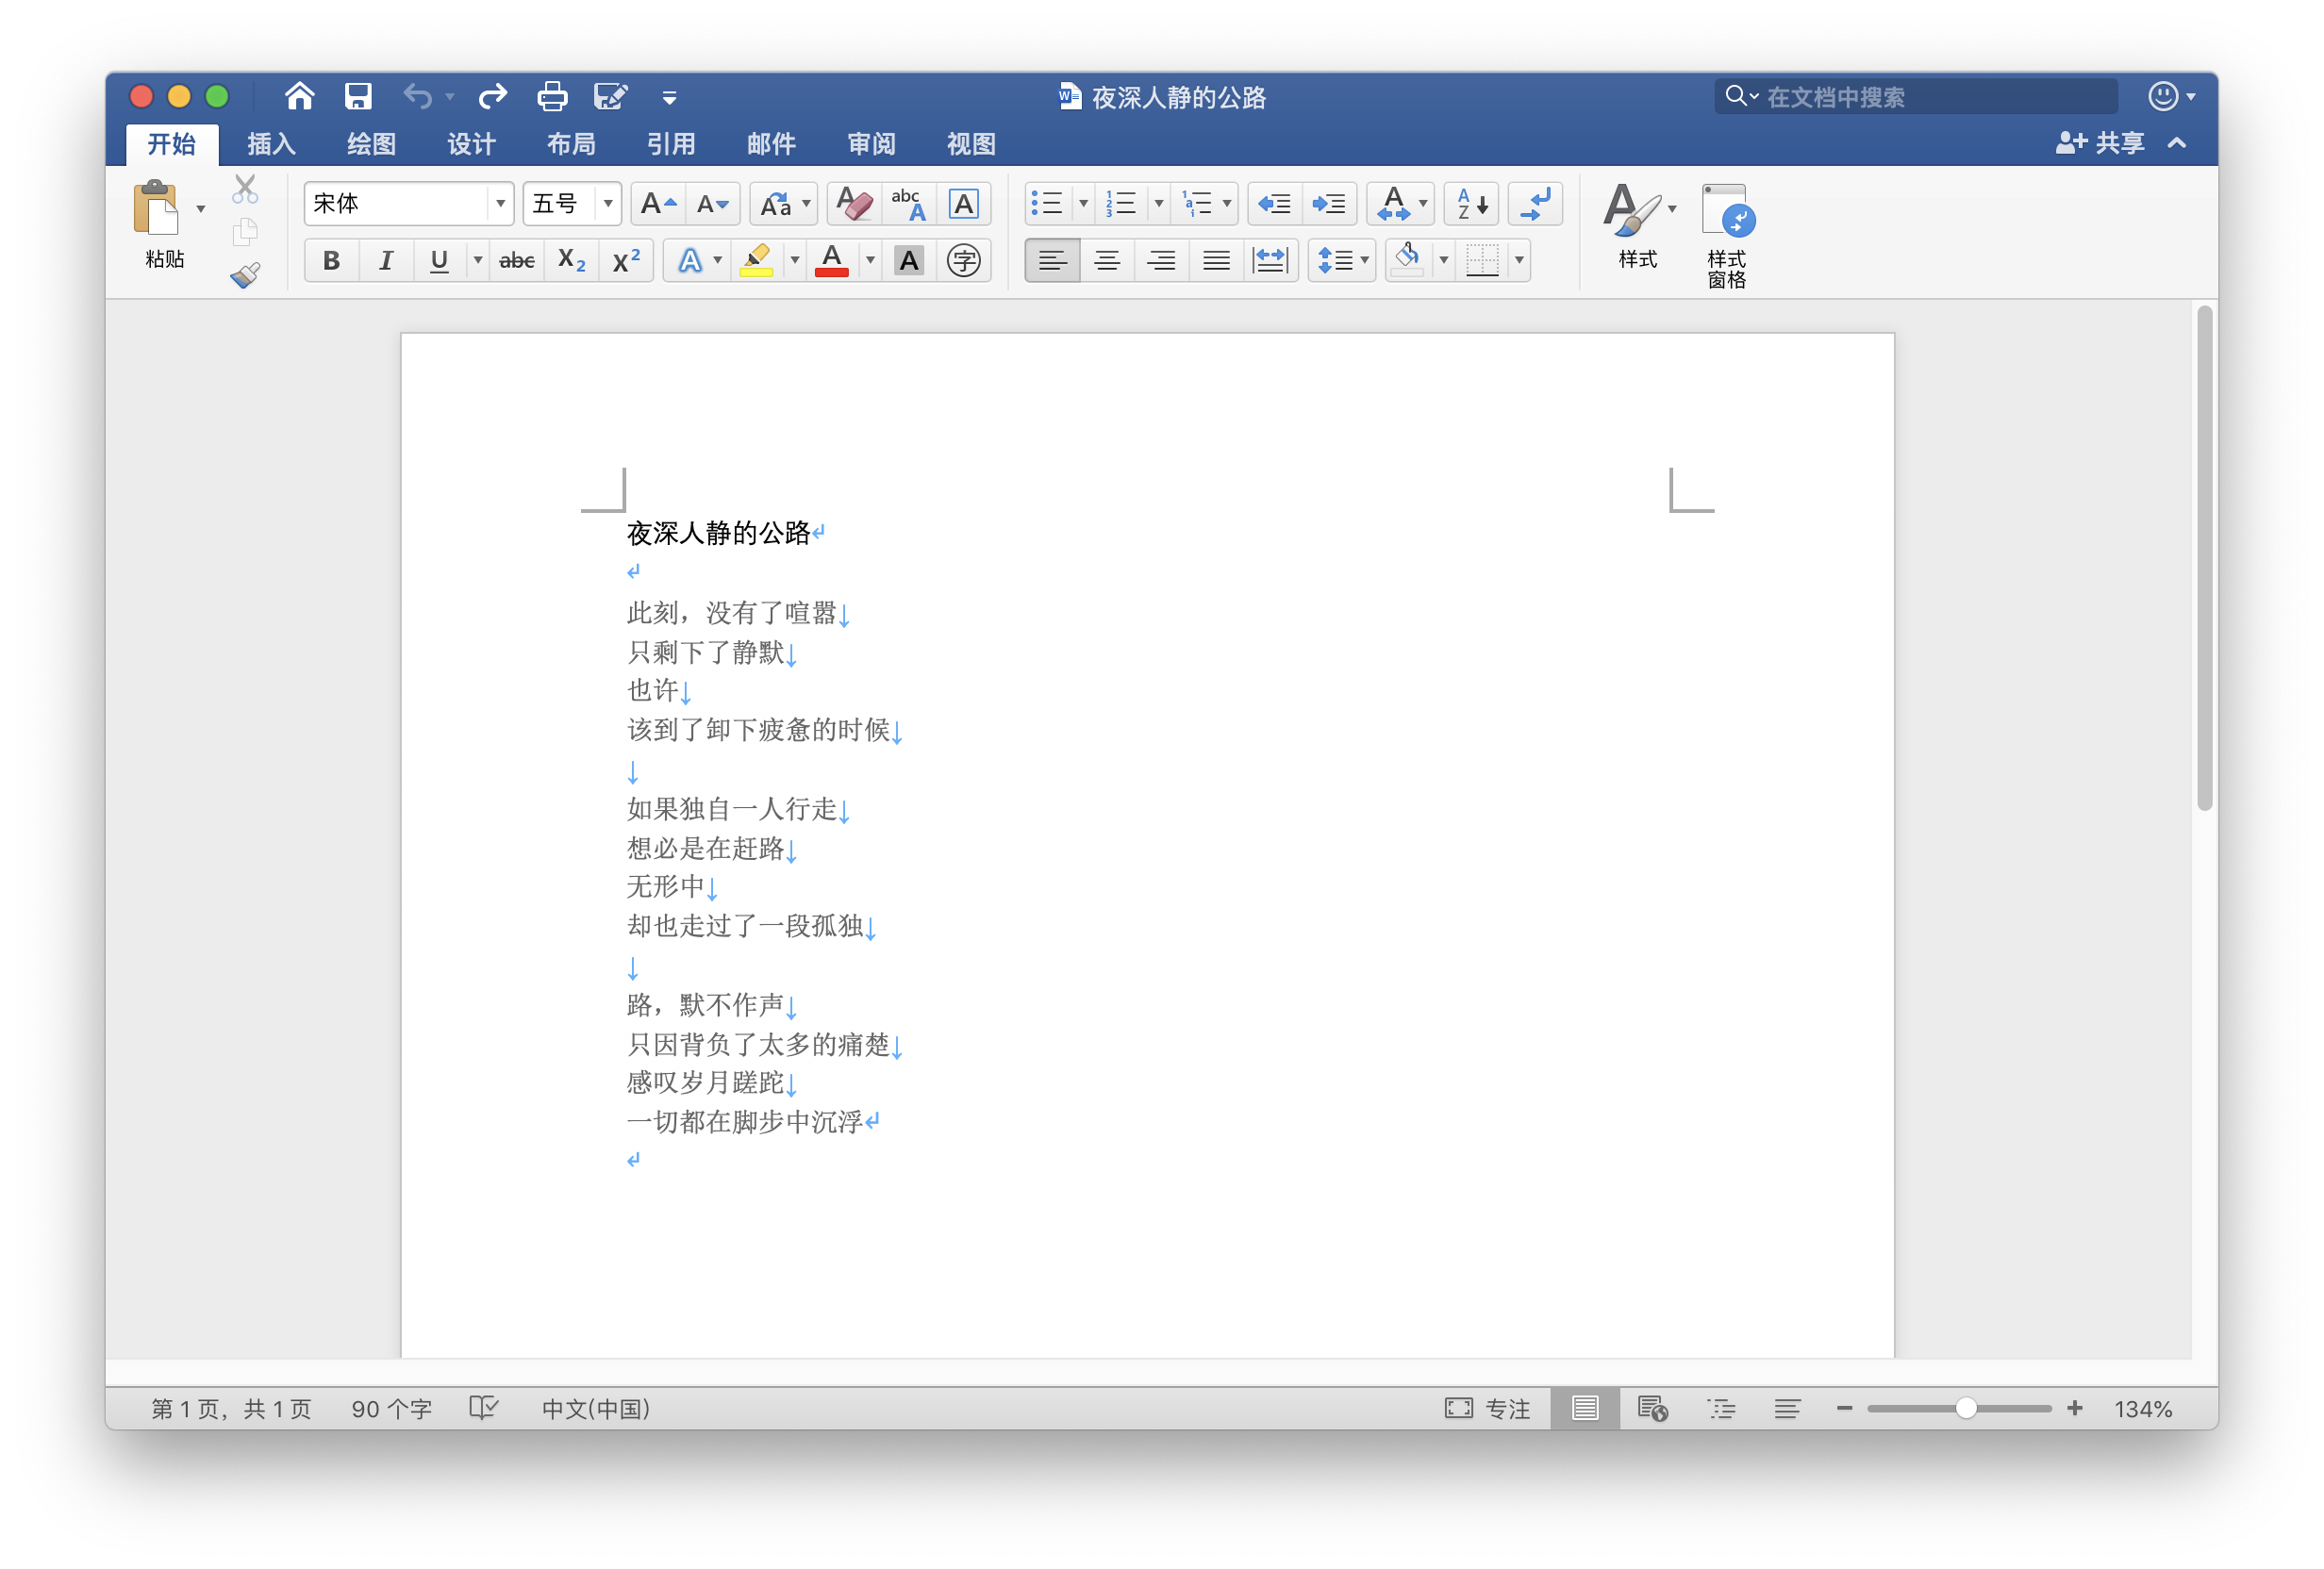 夜深人静的公路
在文档中搜索
开始 插入 绘图 设计 布局 引用 邮件 审阅 视图 共享
粘贴
宋体 五号
样式
样式
窗格
夜深人静的公路
此刻，没有了喧嚣
只剩下了静默
也许
该到了卸下疲惫的时候
如果独自一人行走
想必是在赶路
无形中
却也走过了一段孤独
路，默不作声
只因背负了太多的痛楚
感叹岁月蹉跎
一切都在脚步中沉浮
第 1 页，共 1 页 90 个字 中文(中国) 专注 134%